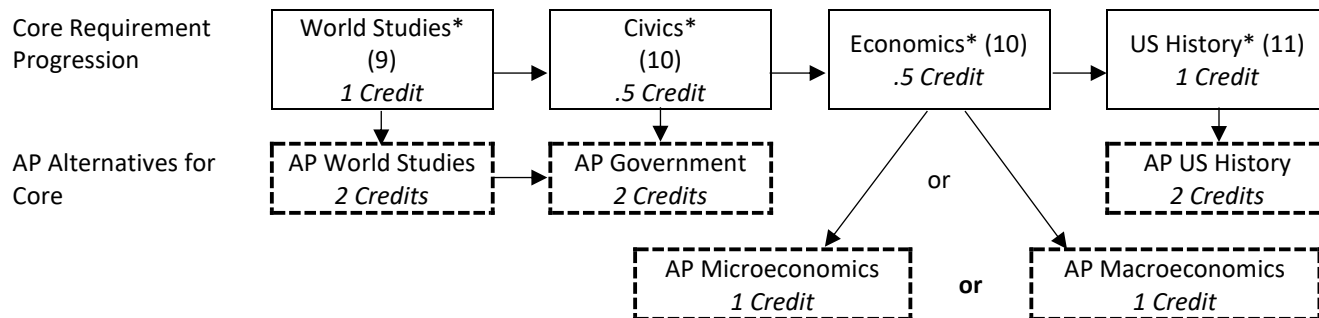 Core Requirement
Progression
World Studies*
(9)
1 Credit
Civics*
(10)
.5 Credit
Economics* (10)
.5 Credit
US History* (11)
1 Credit
AP Alternatives for
Core
AP World Studies
2 Credits
AP Government
2 Credits
or
AP US History
2 Credits
AP Microeconomics
1 Credit
or
AP Macroeconomics
1 Credit